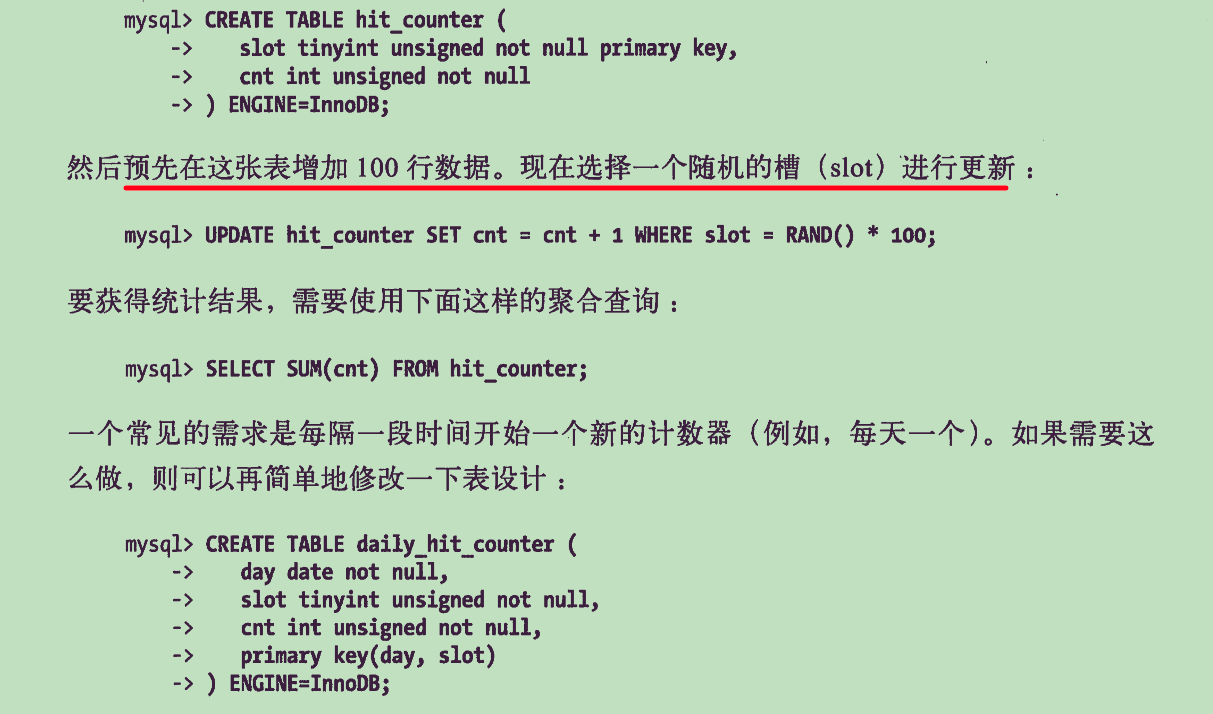 mysql> CREATE TABLE hit_counter (
-> slot tinyint unsigned not null primary key,
-> cnt int unsigned not null
-> ) ENGINE=InnoDB;
然后预先在这张表增加 100 行数据。现在选择一个随机的槽（slot）进行更新：
mysql> UPDATE hit_counter SET cnt = cnt + 1 WHERE slot = RAND() * 100;
要获得统计结果，需要使用下面这样的聚合查询：
mysql> SELECT SUM(cnt) FROM hit_counter;
一个常见的需求是每隔一段时间开始一个新的计数器（例如，每天一个）。如果需要这
么做，则可以再简单地修改一下表设计：
mysql> CREATE TABLE daily_hit_counter (
-> day date not null,
-> slot tinyint unsigned not null,
-> cnt int unsigned not null,
-> primary key(day, slot)
-> ) ENGINE=InnoDB;